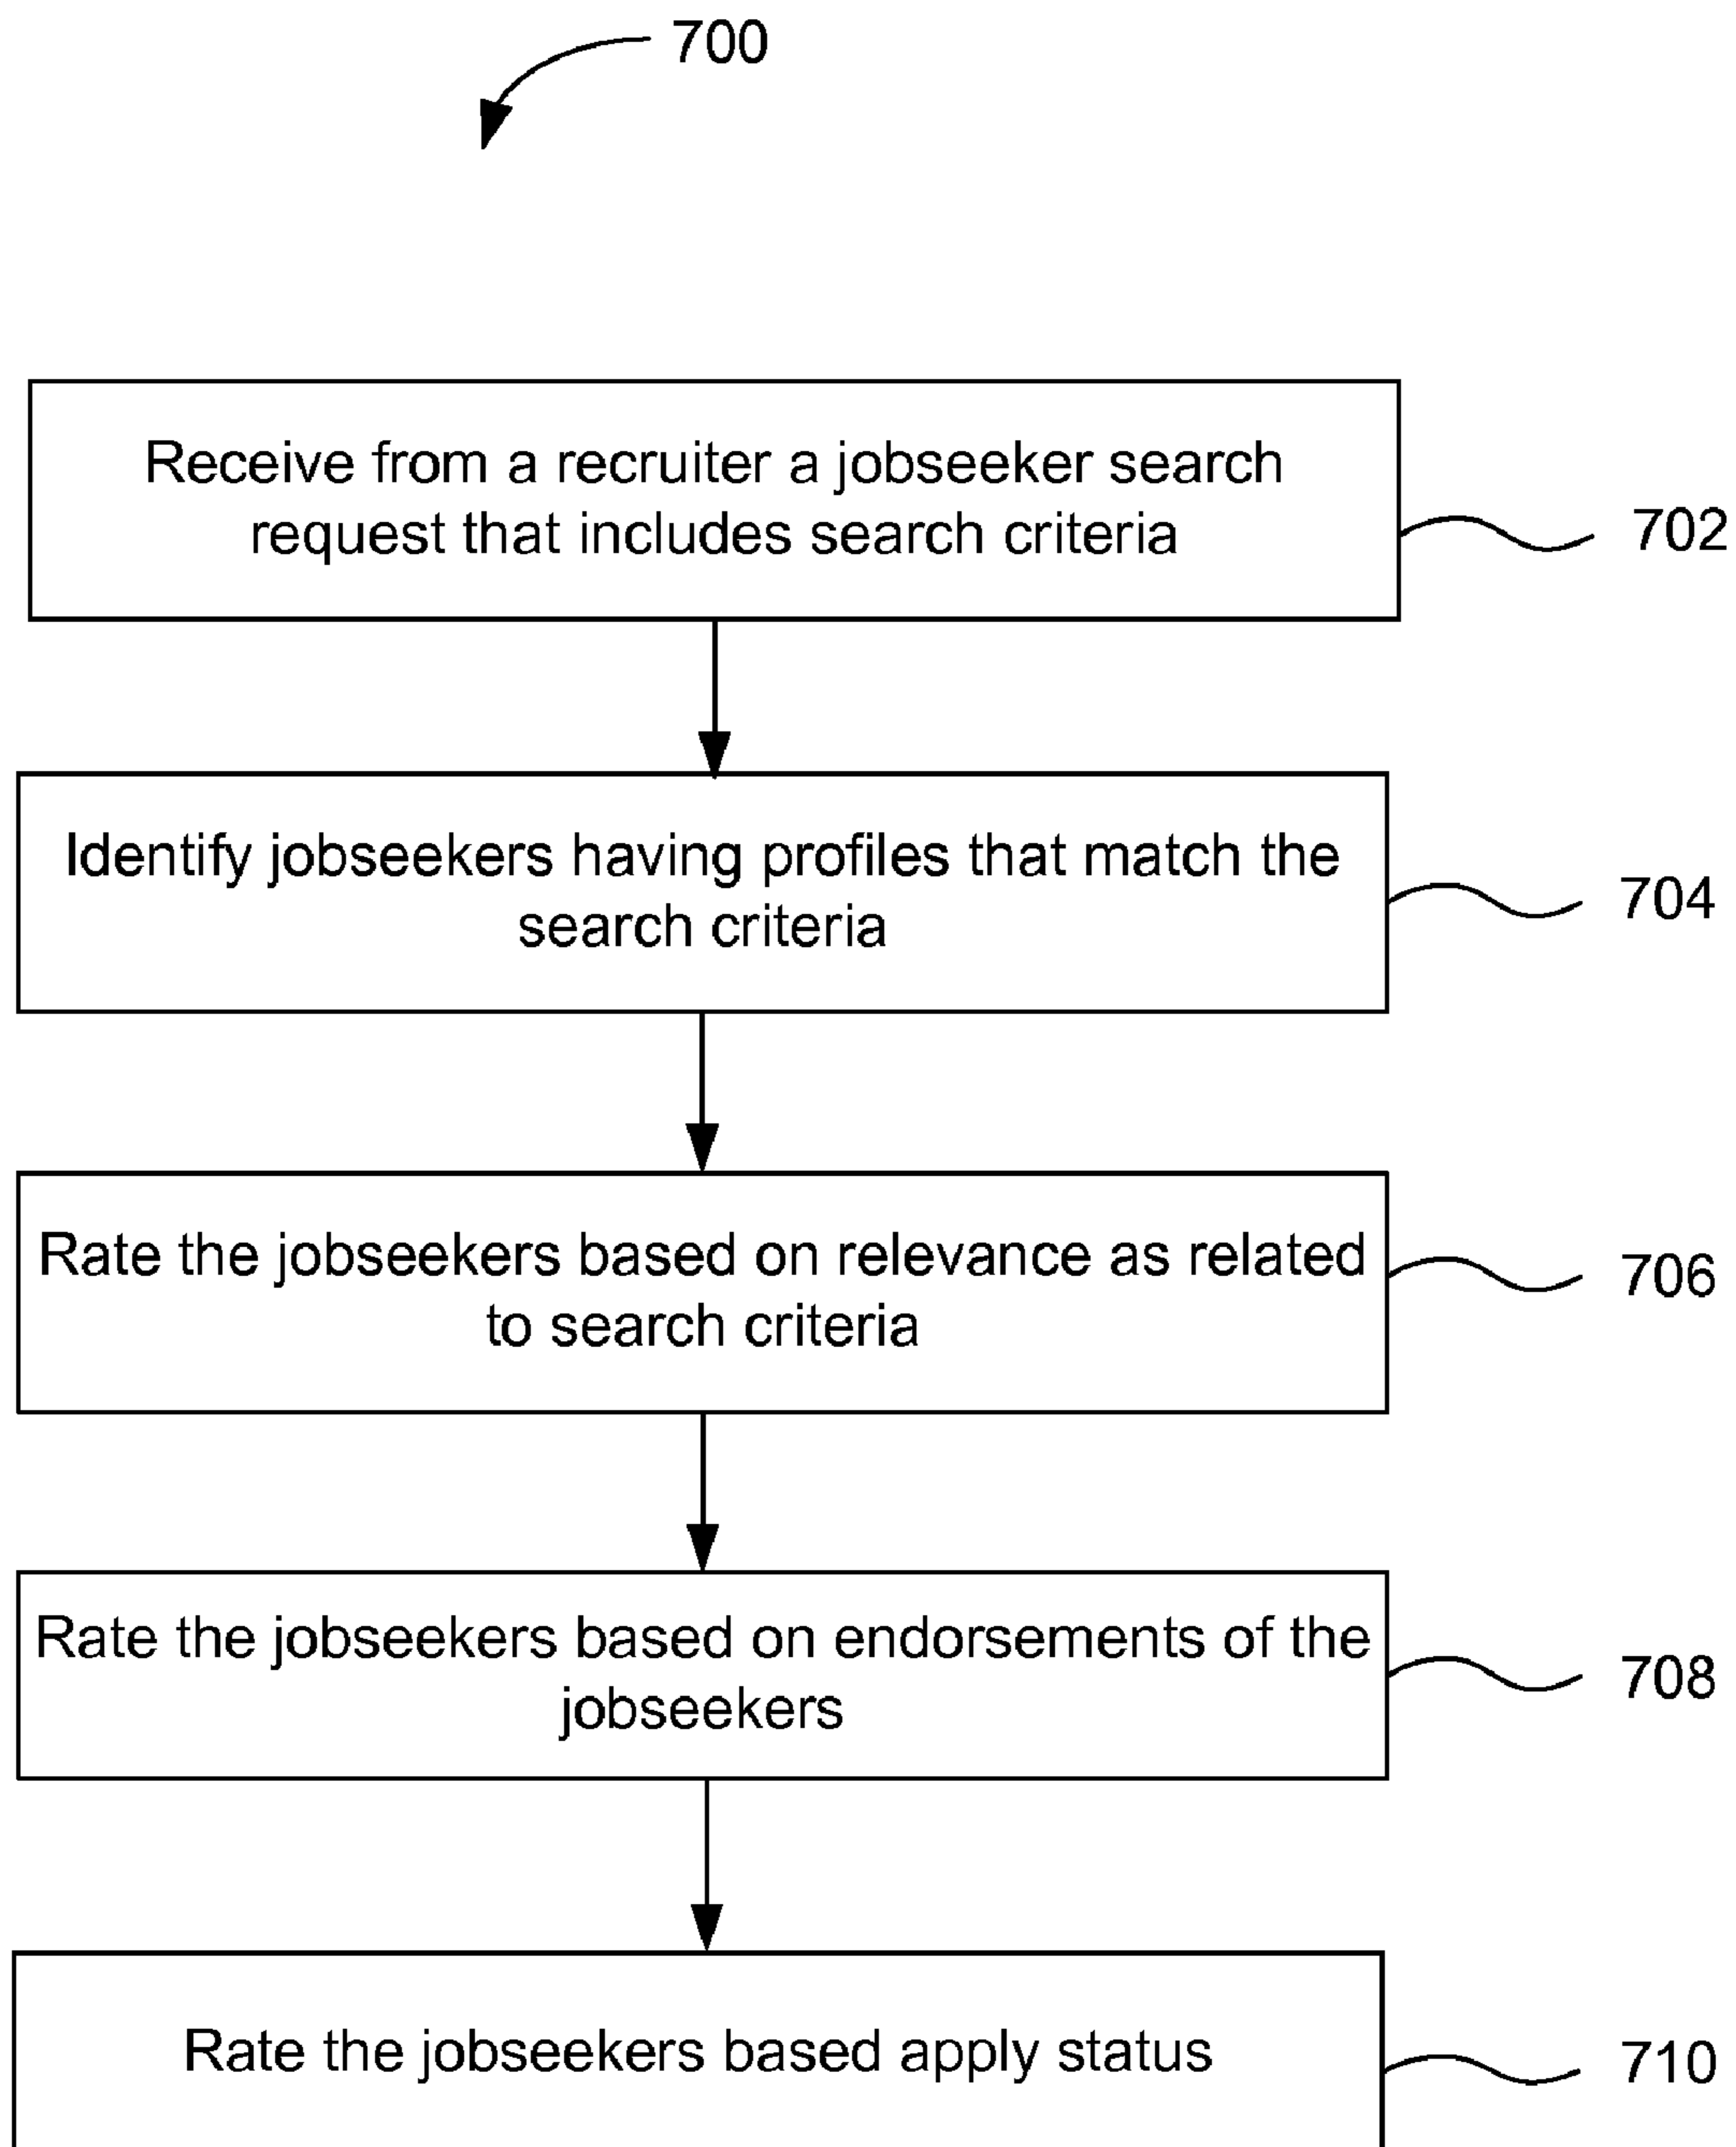 700
Receive from a recruiter a jobseeker search
request that includes search criteria
702
Identify jobseekers having profiles that match the
search criteria
704
Rate the jobseekers based on relevance as related
to search criteria
706
Rate the jobseekers based on endorsements of the
jobseekers
708
Rate the jobseekers based apply status
710